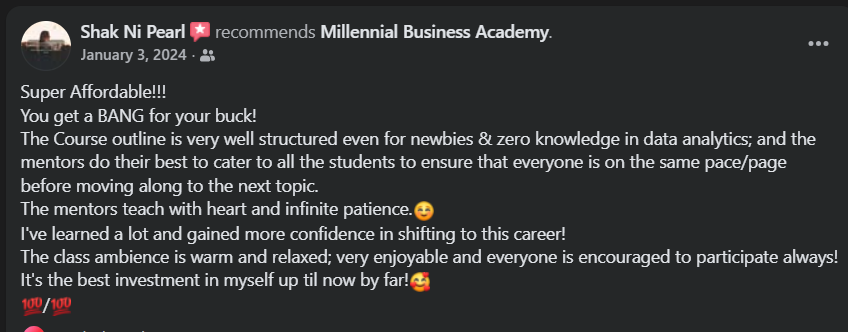 Shak Ni Pearl recommends Millennial Business Academy.
January 3, 2024 ·
Super Affordable!!!
You get a BANG for your buck!
The Course outline is very well structured even for newbies & zero knowledge in data analytics; and the
mentors do their best to cater to all the students to ensure that everyone is on the same pace/page
before moving along to the next topic.
The mentors teach with heart and infinite patience.☺️
I've learned a lot and gained more confidence in shifting to this career!
The class ambience is warm and relaxed; very enjoyable and everyone is encouraged to participate always!
It's the best investment in myself up til now by far!🥰
💯/💯